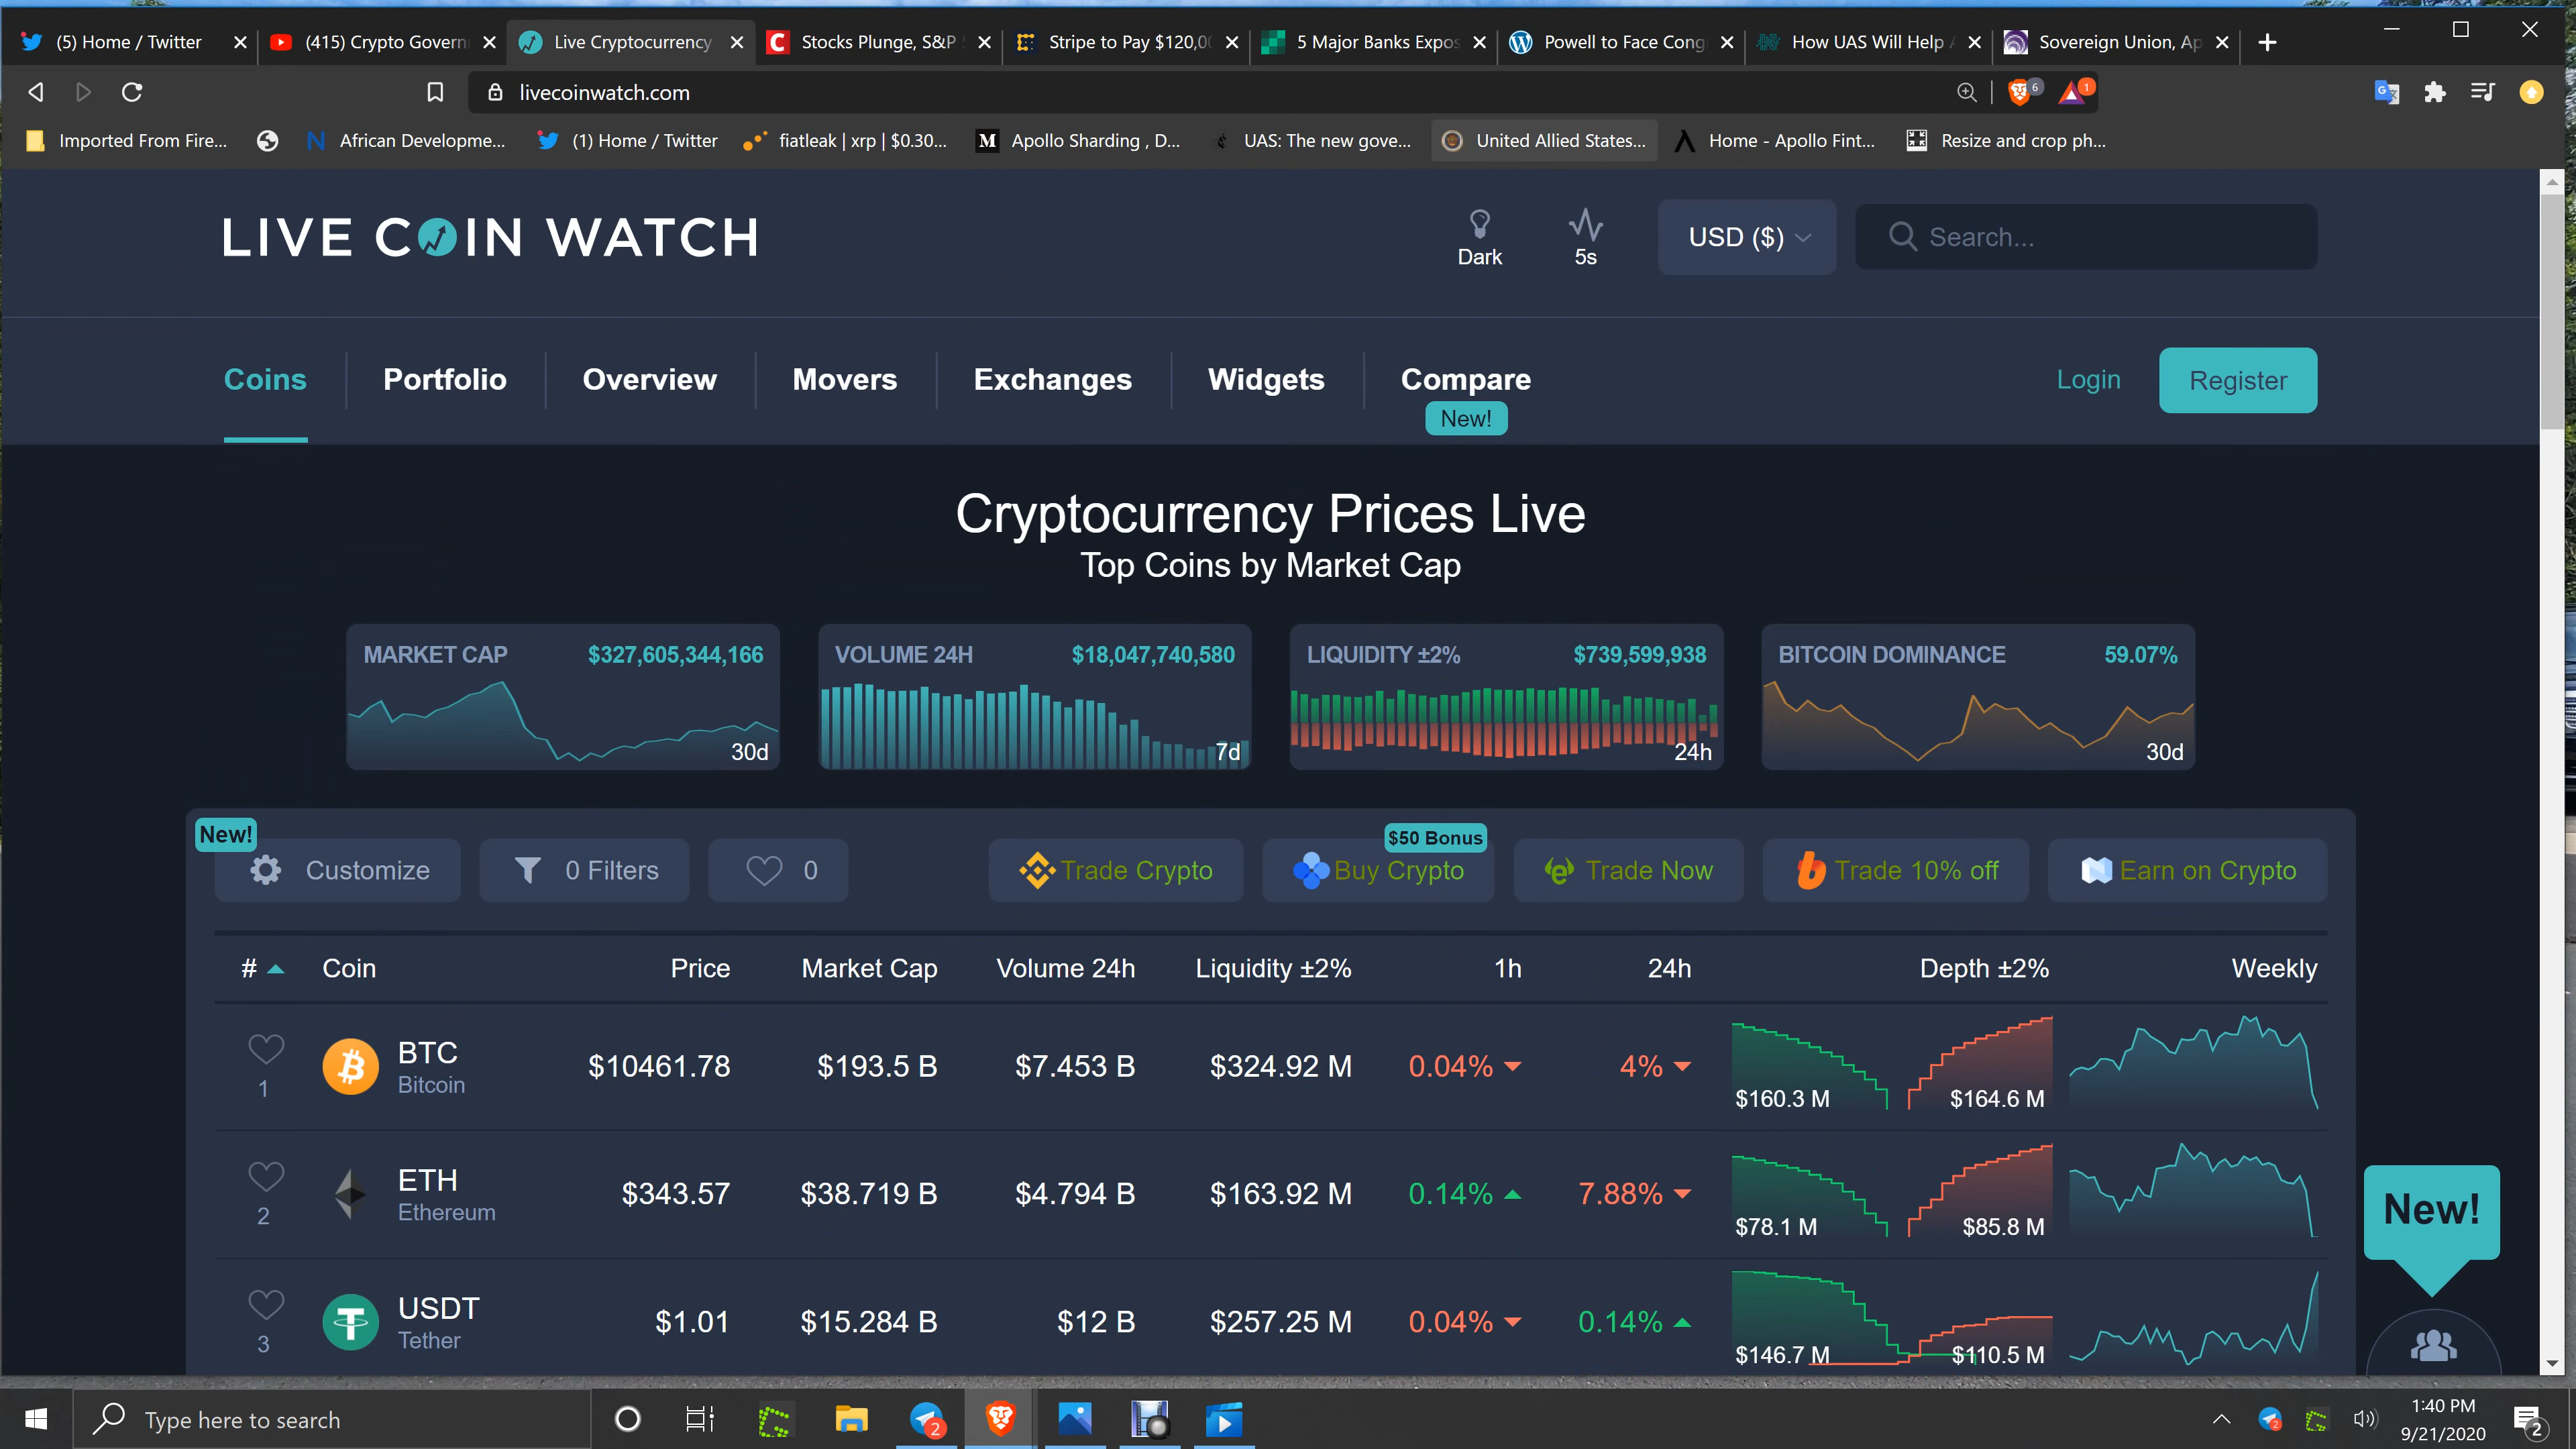 (5) Home / Twitter
(415) Crypto Govern
Live Cryptocurrency
Stocks Plunge, S&P
Stripe to Pay $120,0
5 Major Banks Expos
Powell to Face Cong
How UAS Will Help
Sovereign Union, Ap
livecoinwatch.com
6
1
Imported From Fire...
African Developme...
(1) Home / Twitter
fiatleak | xrp | $0.30...
Apollo Sharding , D...
UAS: The new gove...
United Allied States...
Home - Apollo Fint...
Resize and crop ph...
LIVE COIN WATCH
Dark
5s
USD ($)
Search...
Coins
Portfolio
Overview
Movers
Exchanges
Widgets
Compare
New!
Login
Register
Cryptocurrency Prices Live
Top Coins by Market Cap
MARKET CAP $327,605,344,166
30d
VOLUME 24H $18,047,740,580
7d
LIQUIDITY ±2% $739,599,938
24h
BITCOIN DOMINANCE 59.07%
30d
New!
Customize
0 Filters
0
Trade Crypto
$50 Bonus
Buy Crypto
Trade Now
Trade 10% off
Earn on Crypto
# Coin Price Market Cap Volume 24h Liquidity ±2% 1h 24h Depth ±2% Weekly
1 BTC Bitcoin $10461.78 $193.5 B $7.453 B $324.92 M 0.04% 4% $160.3 M $164.6 M
2 ETH Ethereum $343.57 $38.719 B $4.794 B $163.92 M 0.14% 7.88% $78.1 M $85.8 M
3 USDT Tether $1.01 $15.284 B $12 B $257.25 M 0.04% 0.14% $146.7 M $110.5 M
New!
Type here to search
2
2
1:40 PM
9/21/2020
2